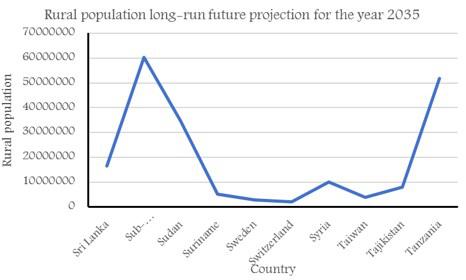 Rural population long-run future projection for the year 2035
70000000
60000000
50000000
40000000
30000000
20000000
10000000
0
Rural population
Sri Lanka
Sub-...
Sudan
Suriname
Sweden
Switzerland
Syria
Taiwan
Tajikistan
Tanzania
Country